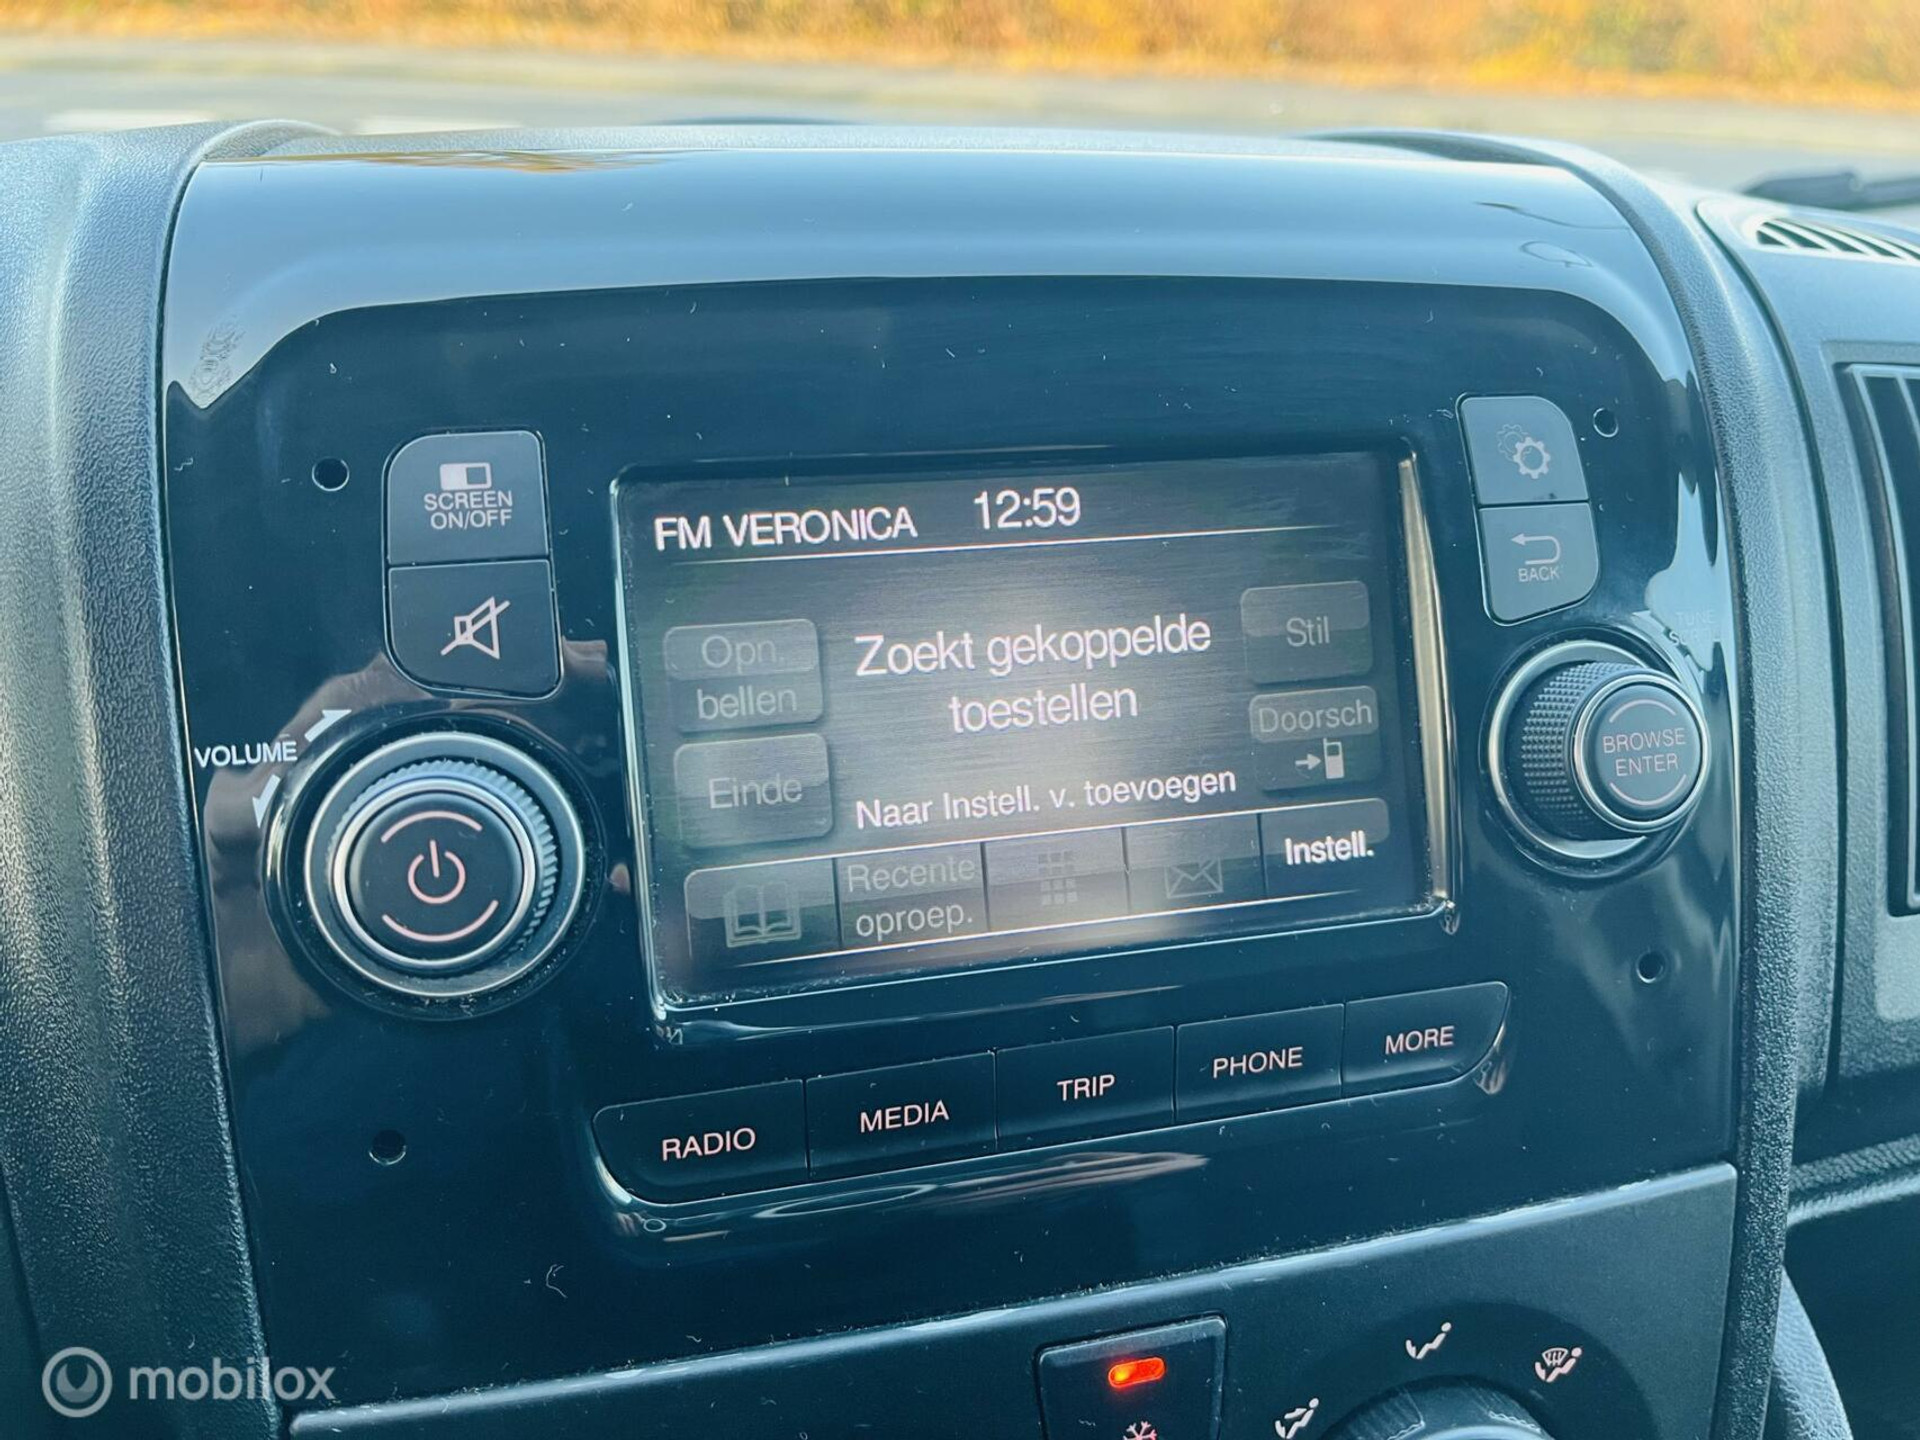 SCREEN
ON/OFF
VOLUME
FM VERONICA 12:59
Opn.
bellen
Zoekt gekoppelde
toestellen
Stil
Doorsch
Einde
Naar Instell. v. toevoegen
Recente
oproep.
Instell.
BACK
BROWSE
ENTER
RADIO
MEDIA
TRIP
PHONE
MORE
mobilox